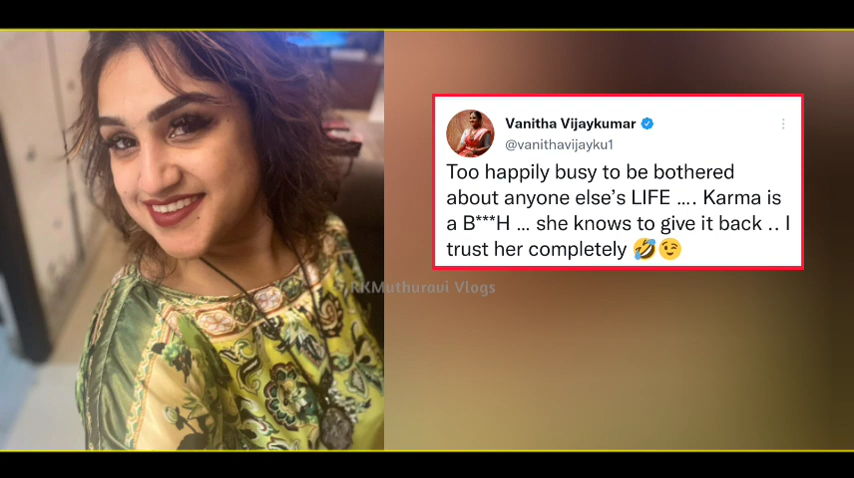 Vanitha Vijaykumar
@vanithavijayku1
Too happily busy to be bothered
about anyone else’s LIFE .... Karma is
a B***H ... she knows to give it back .. I
trust her completely 🤣😉
RKMuthuravi Vlogs